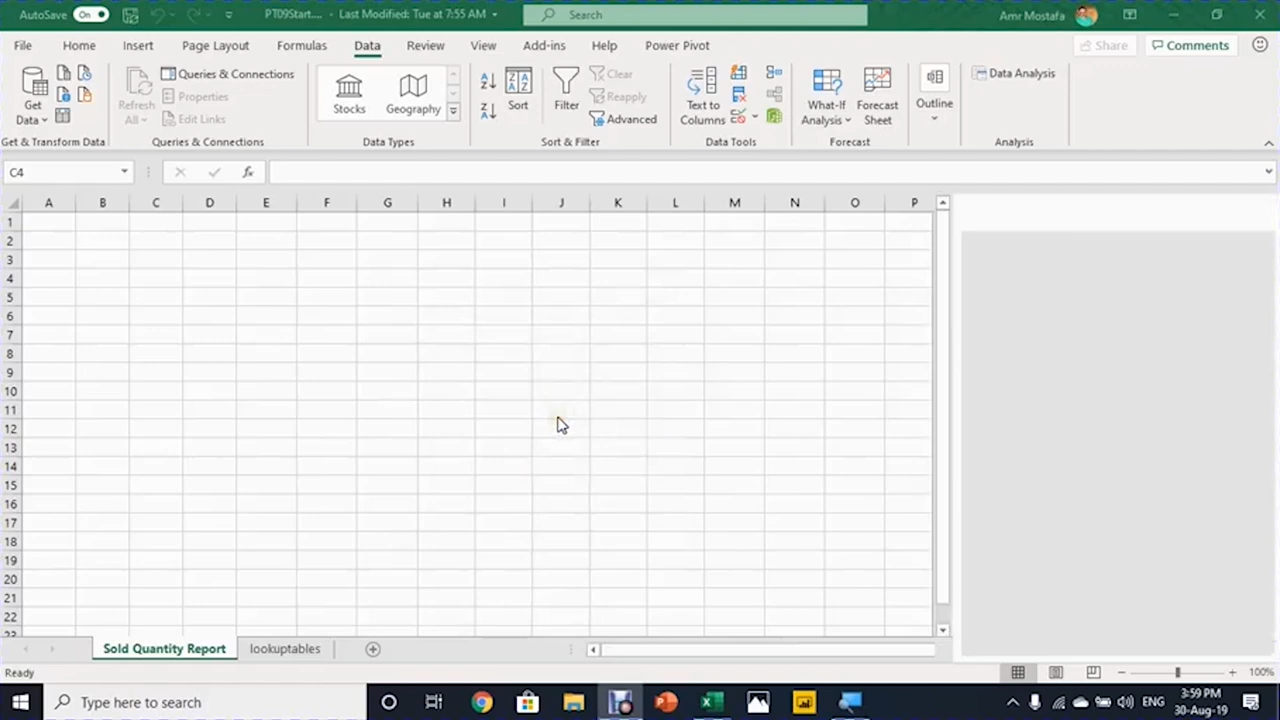 AutoSave On PT09Start.... - Last Modified: Tue at 7:55 AM Search Amr Mostafa
File Home Insert Page Layout Formulas Data Review View Add-ins Help Power Pivot Share Comments
Get Data
Get & Transform Data
Refresh All
Queries & Connections
Properties
Edit Links
Queries & Connections
Stocks Geography
Data Types
Sort
Filter
Clear
Reapply
Advanced
Sort & Filter
Text to Columns
Data Tools
What-If Analysis
Forecast Sheet
Forecast
Outline
Data Analysis
Analysis
C4 fx
A B C D E F G H I J K L M N O P
1
2
3
4
5
6
7
8
9
10
11
12
13
14
15
16
17
18
19
20
21
22
23
Sold Quantity Report lookuptables
Ready 100%
Type here to search ENG 3:59 PM
30-Aug-19